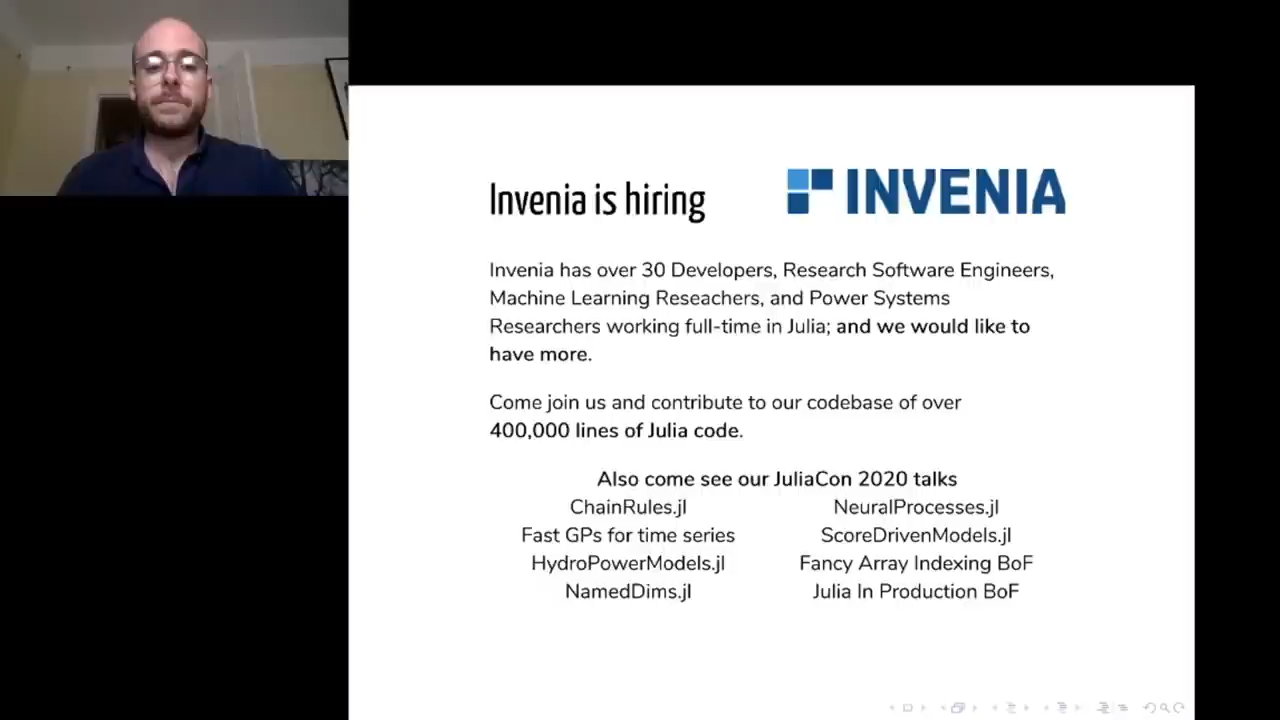 Invenia is hiring
INVENIA
Invenia has over 30 Developers, Research Software Engineers,
Machine Learning Reseachers, and Power Systems
Researchers working full-time in Julia; and we would like to
have more.
Come join us and contribute to our codebase of over
400,000 lines of Julia code.
Also come see our JuliaCon 2020 talks
ChainRules.jl
NeuralProcesses.jl
Fast GPs for time series
ScoreDrivenModels.jl
HydroPowerModels.jl
Fancy Array Indexing BoF
NamedDims.jl
Julia In Production BoF